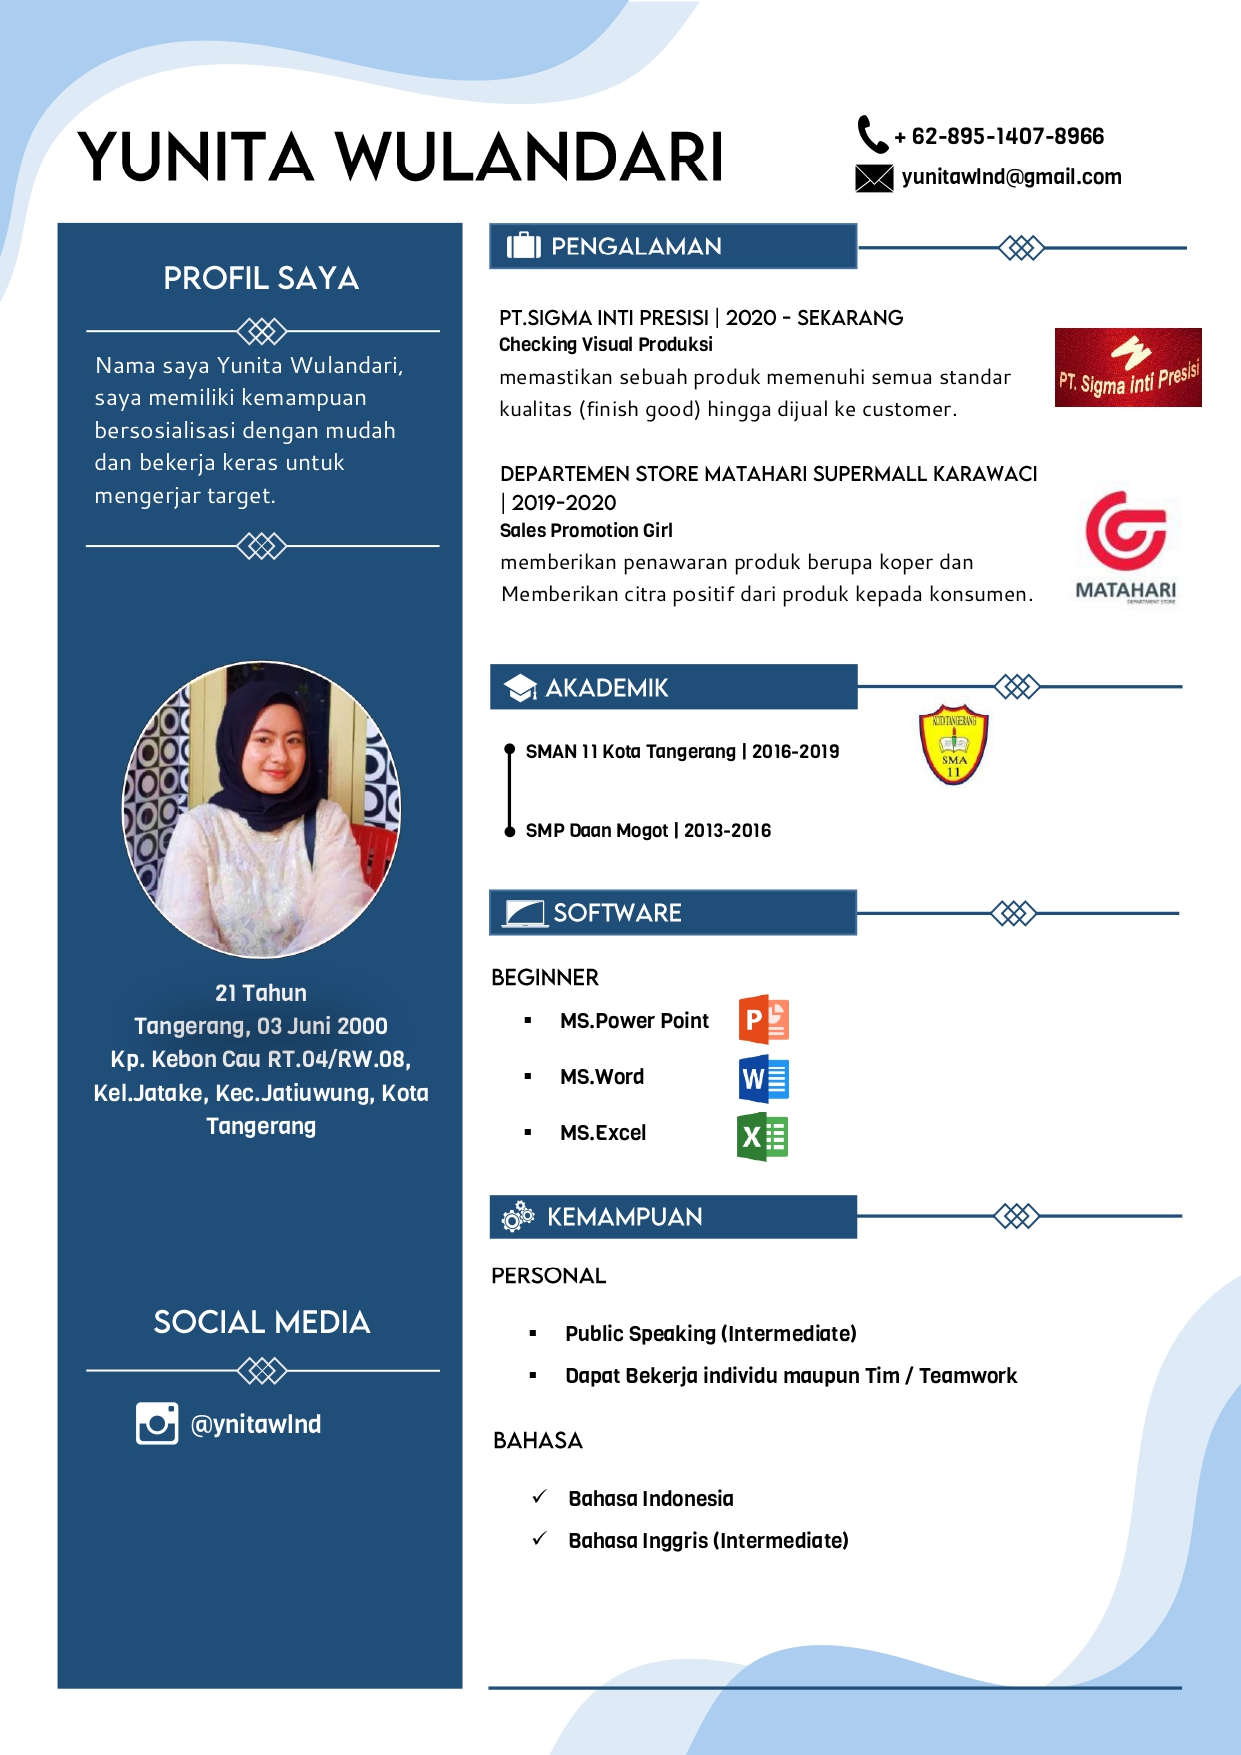 YUNITA WULANDARI
+ 62-895-1407-8966
yunitawlnd@gmail.com
PROFIL SAYA
Nama saya Yunita Wulandari,
saya memiliki kemampuan
bersosialisasi dengan mudah
dan bekerja keras untuk
mengerjar target.
21 Tahun
Tangerang, 03 Juni 2000
Kp. Kebon Cau RT.04/RW.08,
Kel.Jatake, Kec.Jatiuwung, Kota
Tangerang
SOCIAL MEDIA
@ynitawlnd
PENGALAMAN
PT.SIGMA INTI PRESISI | 2020 - SEKARANG
Checking Visual Produksi
memastikan sebuah produk memenuhi semua standar
kualitas (finish good) hingga dijual ke customer.
PT. Sigma inti Presisi
DEPARTEMEN STORE MATAHARI SUPERMALL KARAWACI
| 2019-2020
Sales Promotion Girl
memberikan penawaran produk berupa koper dan
Memberikan citra positif dari produk kepada konsumen.
MATAHARI
DEPARTMENT STORE
AKADEMIK
SMAN 11 Kota Tangerang | 2016-2019
KOTA TANGERANG
SMA
11
SMP Daan Mogot | 2013-2016
SOFTWARE
BEGINNER
▪ MS.Power Point
P
▪ MS.Word
W
▪ MS.Excel
X
KEMAMPUAN
PERSONAL
▪ Public Speaking (Intermediate)
▪ Dapat Bekerja individu maupun Tim / Teamwork
BAHASA
✓ Bahasa Indonesia
✓ Bahasa Inggris (Intermediate)